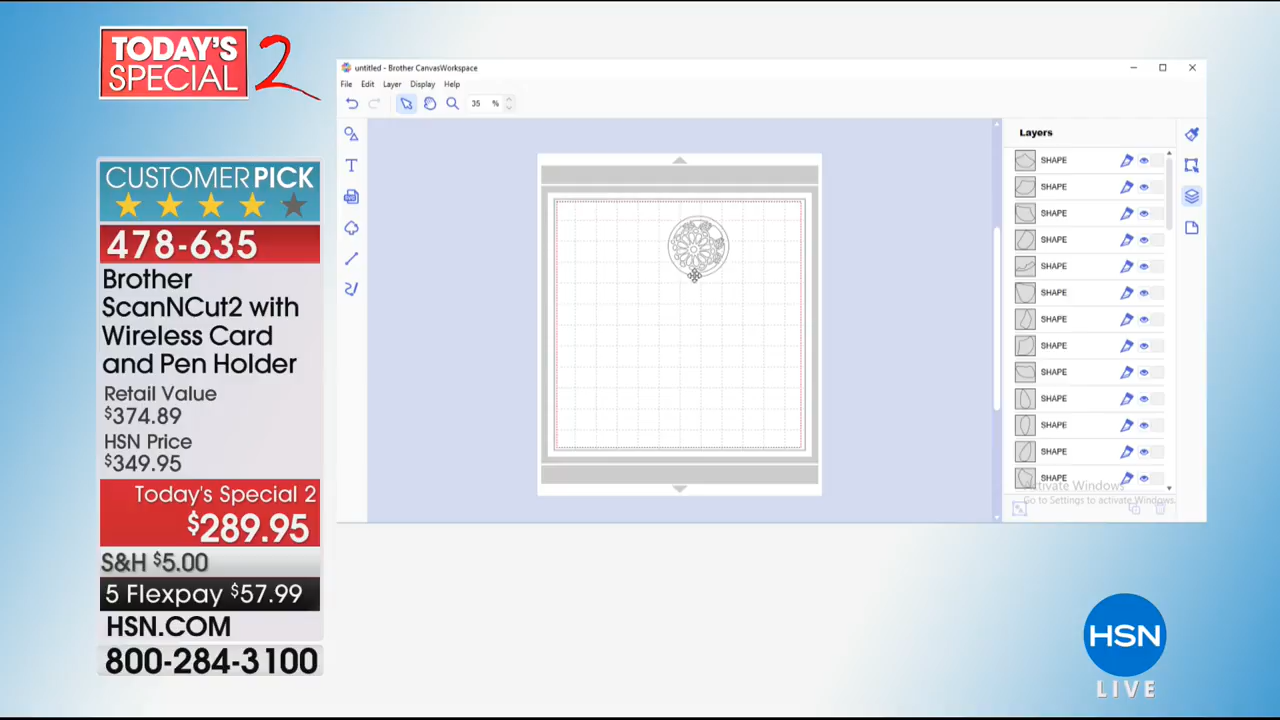 TODAY'S
SPECIAL 2
CUSTOMER PICK
478-635
Brother
ScanNCut2 with
Wireless Card
and Pen Holder
Retail Value
$374.89
HSN Price
$349.95
Today's Special 2
$289.95
S&H $5.00
5 Flexpay $57.99
HSN.COM
800-284-3100
untitled - Brother CanvasWorkspace
File Edit Layer Display Help
35 %
T
Layers
SHAPE
SHAPE
SHAPE
SHAPE
SHAPE
SHAPE
SHAPE
SHAPE
SHAPE
SHAPE
SHAPE
SHAPE
SHAPE
Activate Windows
Go to Settings to activate Windows.
HSN
LIVE